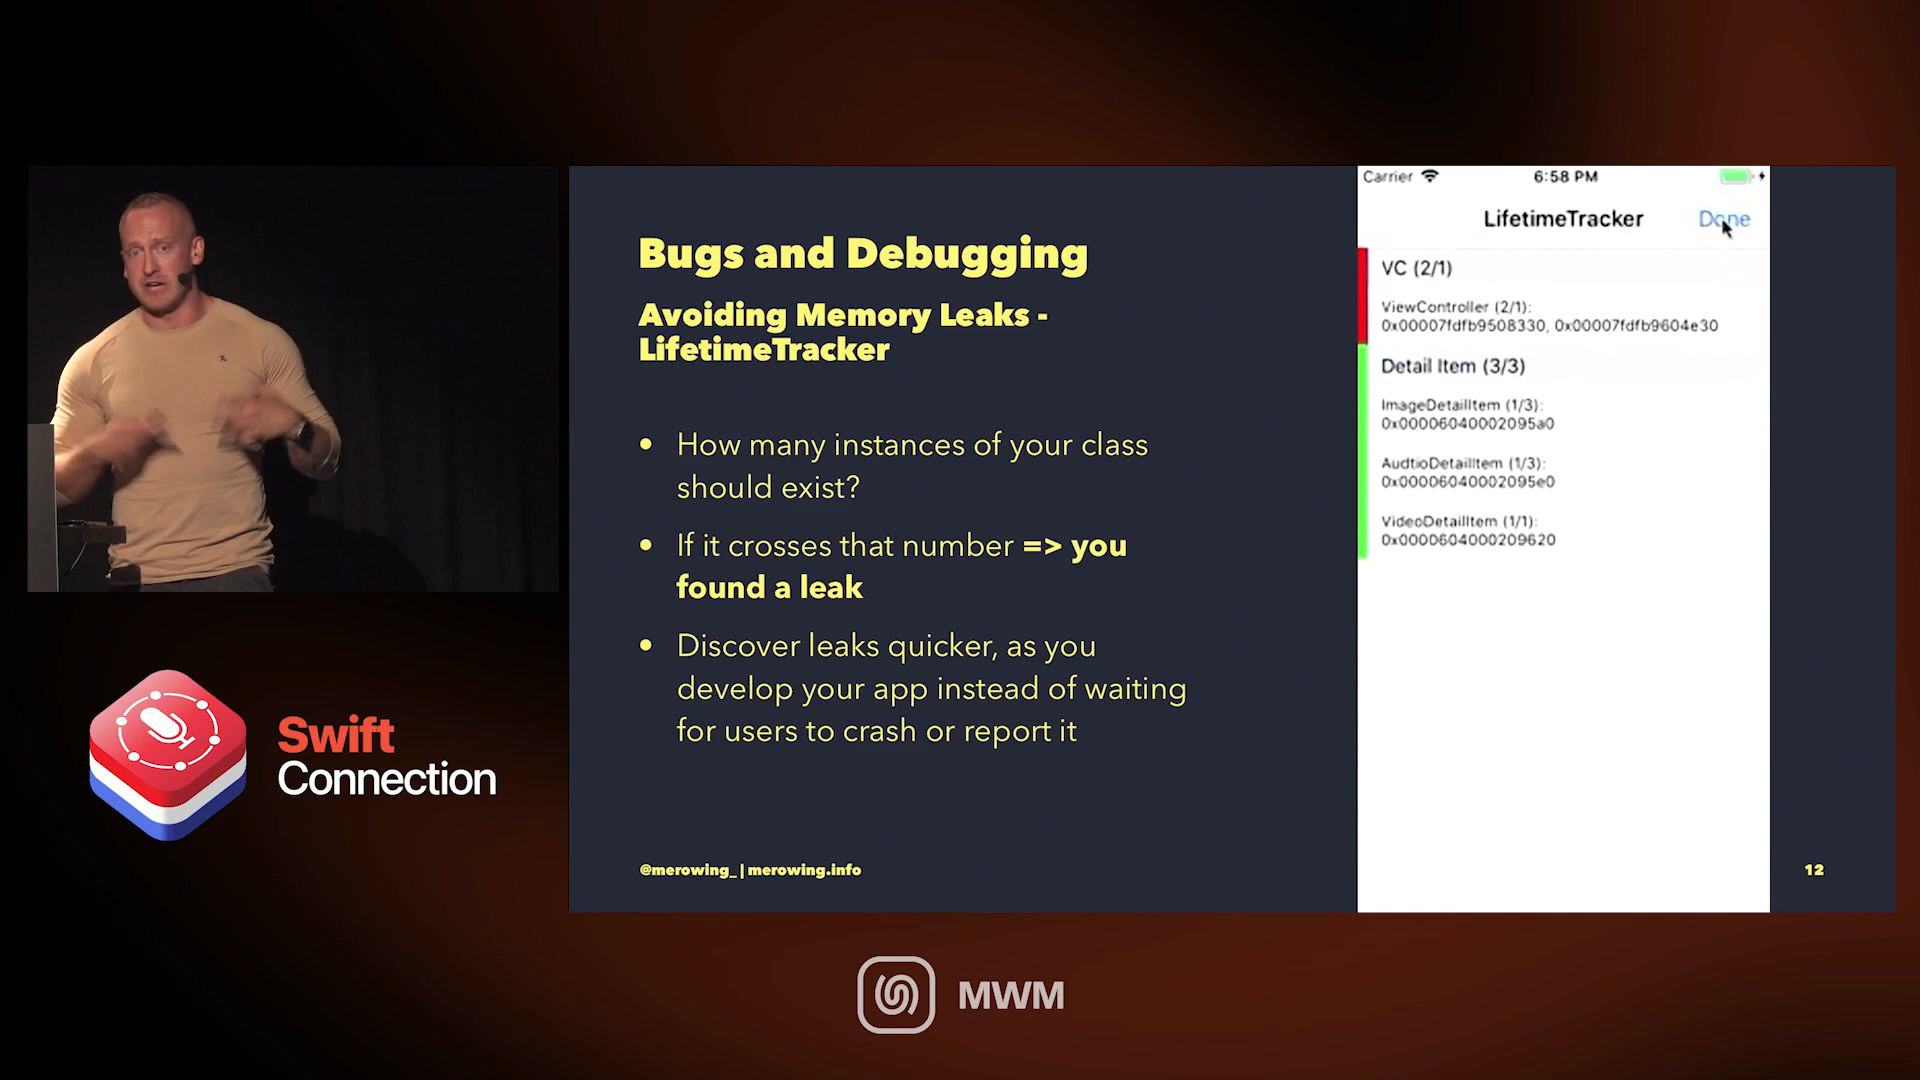 Bugs and Debugging
Avoiding Memory Leaks -
LifetimeTracker
• How many instances of your class
should exist?
• If it crosses that number => you
found a leak
• Discover leaks quicker, as you
develop your app instead of waiting
for users to crash or report it
@merowing_ | merowing.info
12
Carrier
6:58 PM
LifetimeTracker
Done
VC (2/1)
ViewController (2/1):
0x00007fdfb9508330, 0x00007fdfb9604e30
Detail Item (3/3)
ImageDetailItem (1/3):
0x00006040002095a0
AudtioDetailItem (1/3):
0x00006040002095e0
VideoDetailItem (1/1):
0x0000604000209620
Swift
Connection
MWM